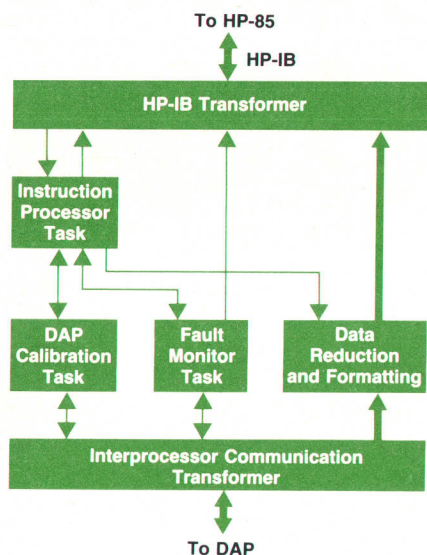 To HP-85
HP-IB
HP-IB Transformer
Instruction
Processor
Task
DAP
Calibration
Task
Fault
Monitor
Task
Data
Reduction
and Formatting
Interprocessor Communication
Transformer
To DAP